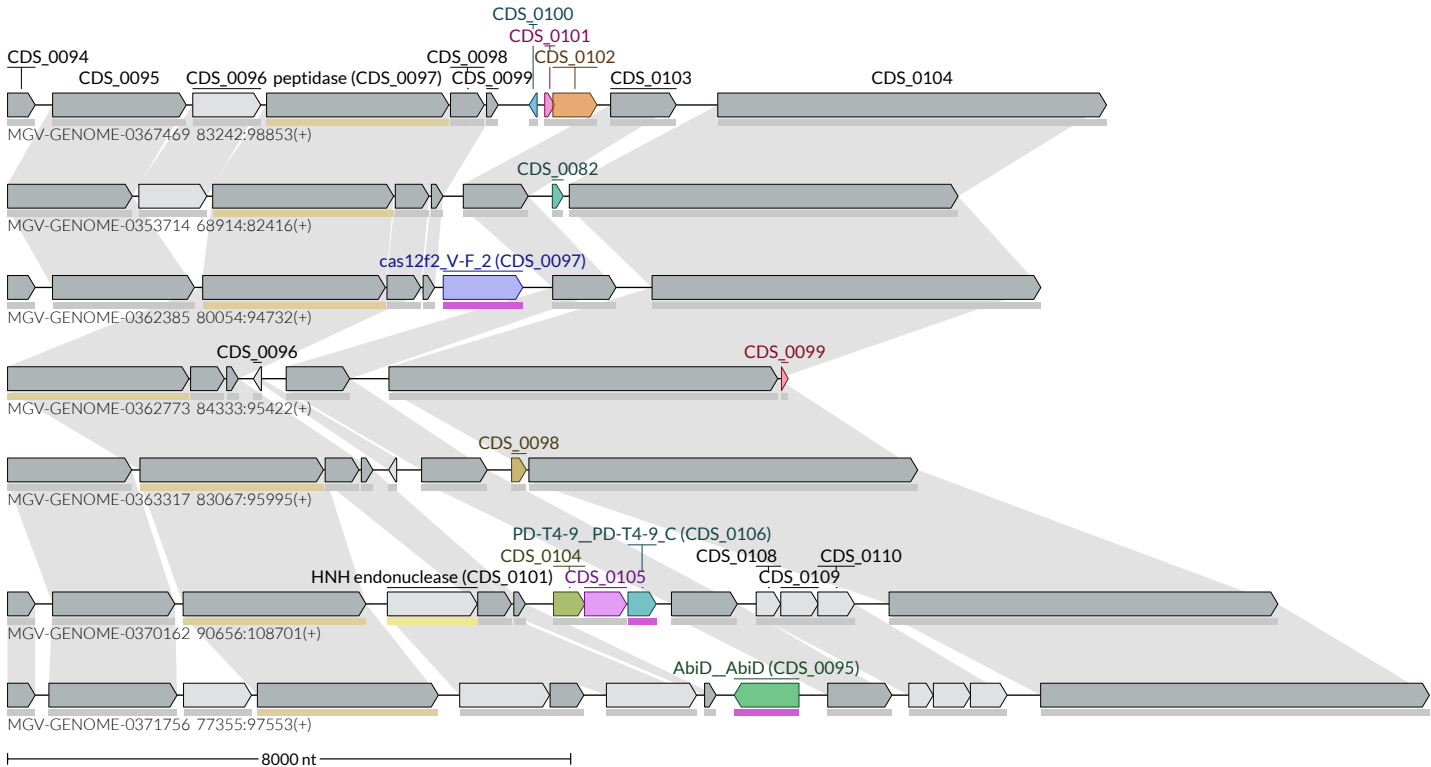 CDS_0100
CDS_0101
CDS_0094 CDS_0098 CDS_0102
CDS_0095 CDS_0096 peptidase (CDS_0097) CDS_0099 CDS_0103 CDS_0104
MGV-GENOME-0367469 83242:98853(+)
CDS_0082
MGV-GENOME-0353714 68914:82416(+)
cas12f2_V-F_2 (CDS_0097)
MGV-GENOME-0362385 80054:94732(+)
CDS_0096 CDS_0099
MGV-GENOME-0362773 84333:95422(+)
CDS_0098
MGV-GENOME-0363317 83067:95995(+)
PD-T4-9__PD-T4-9_C (CDS_0106)
CDS_0104 CDS_0108 CDS_0110
HNH endonuclease (CDS_0101) CDS_0105 CDS_0109
MGV-GENOME-0370162 90656:108701(+)
AbiD__AbiD (CDS_0095)
MGV-GENOME-0371756 77355:97553(+)
8000 nt